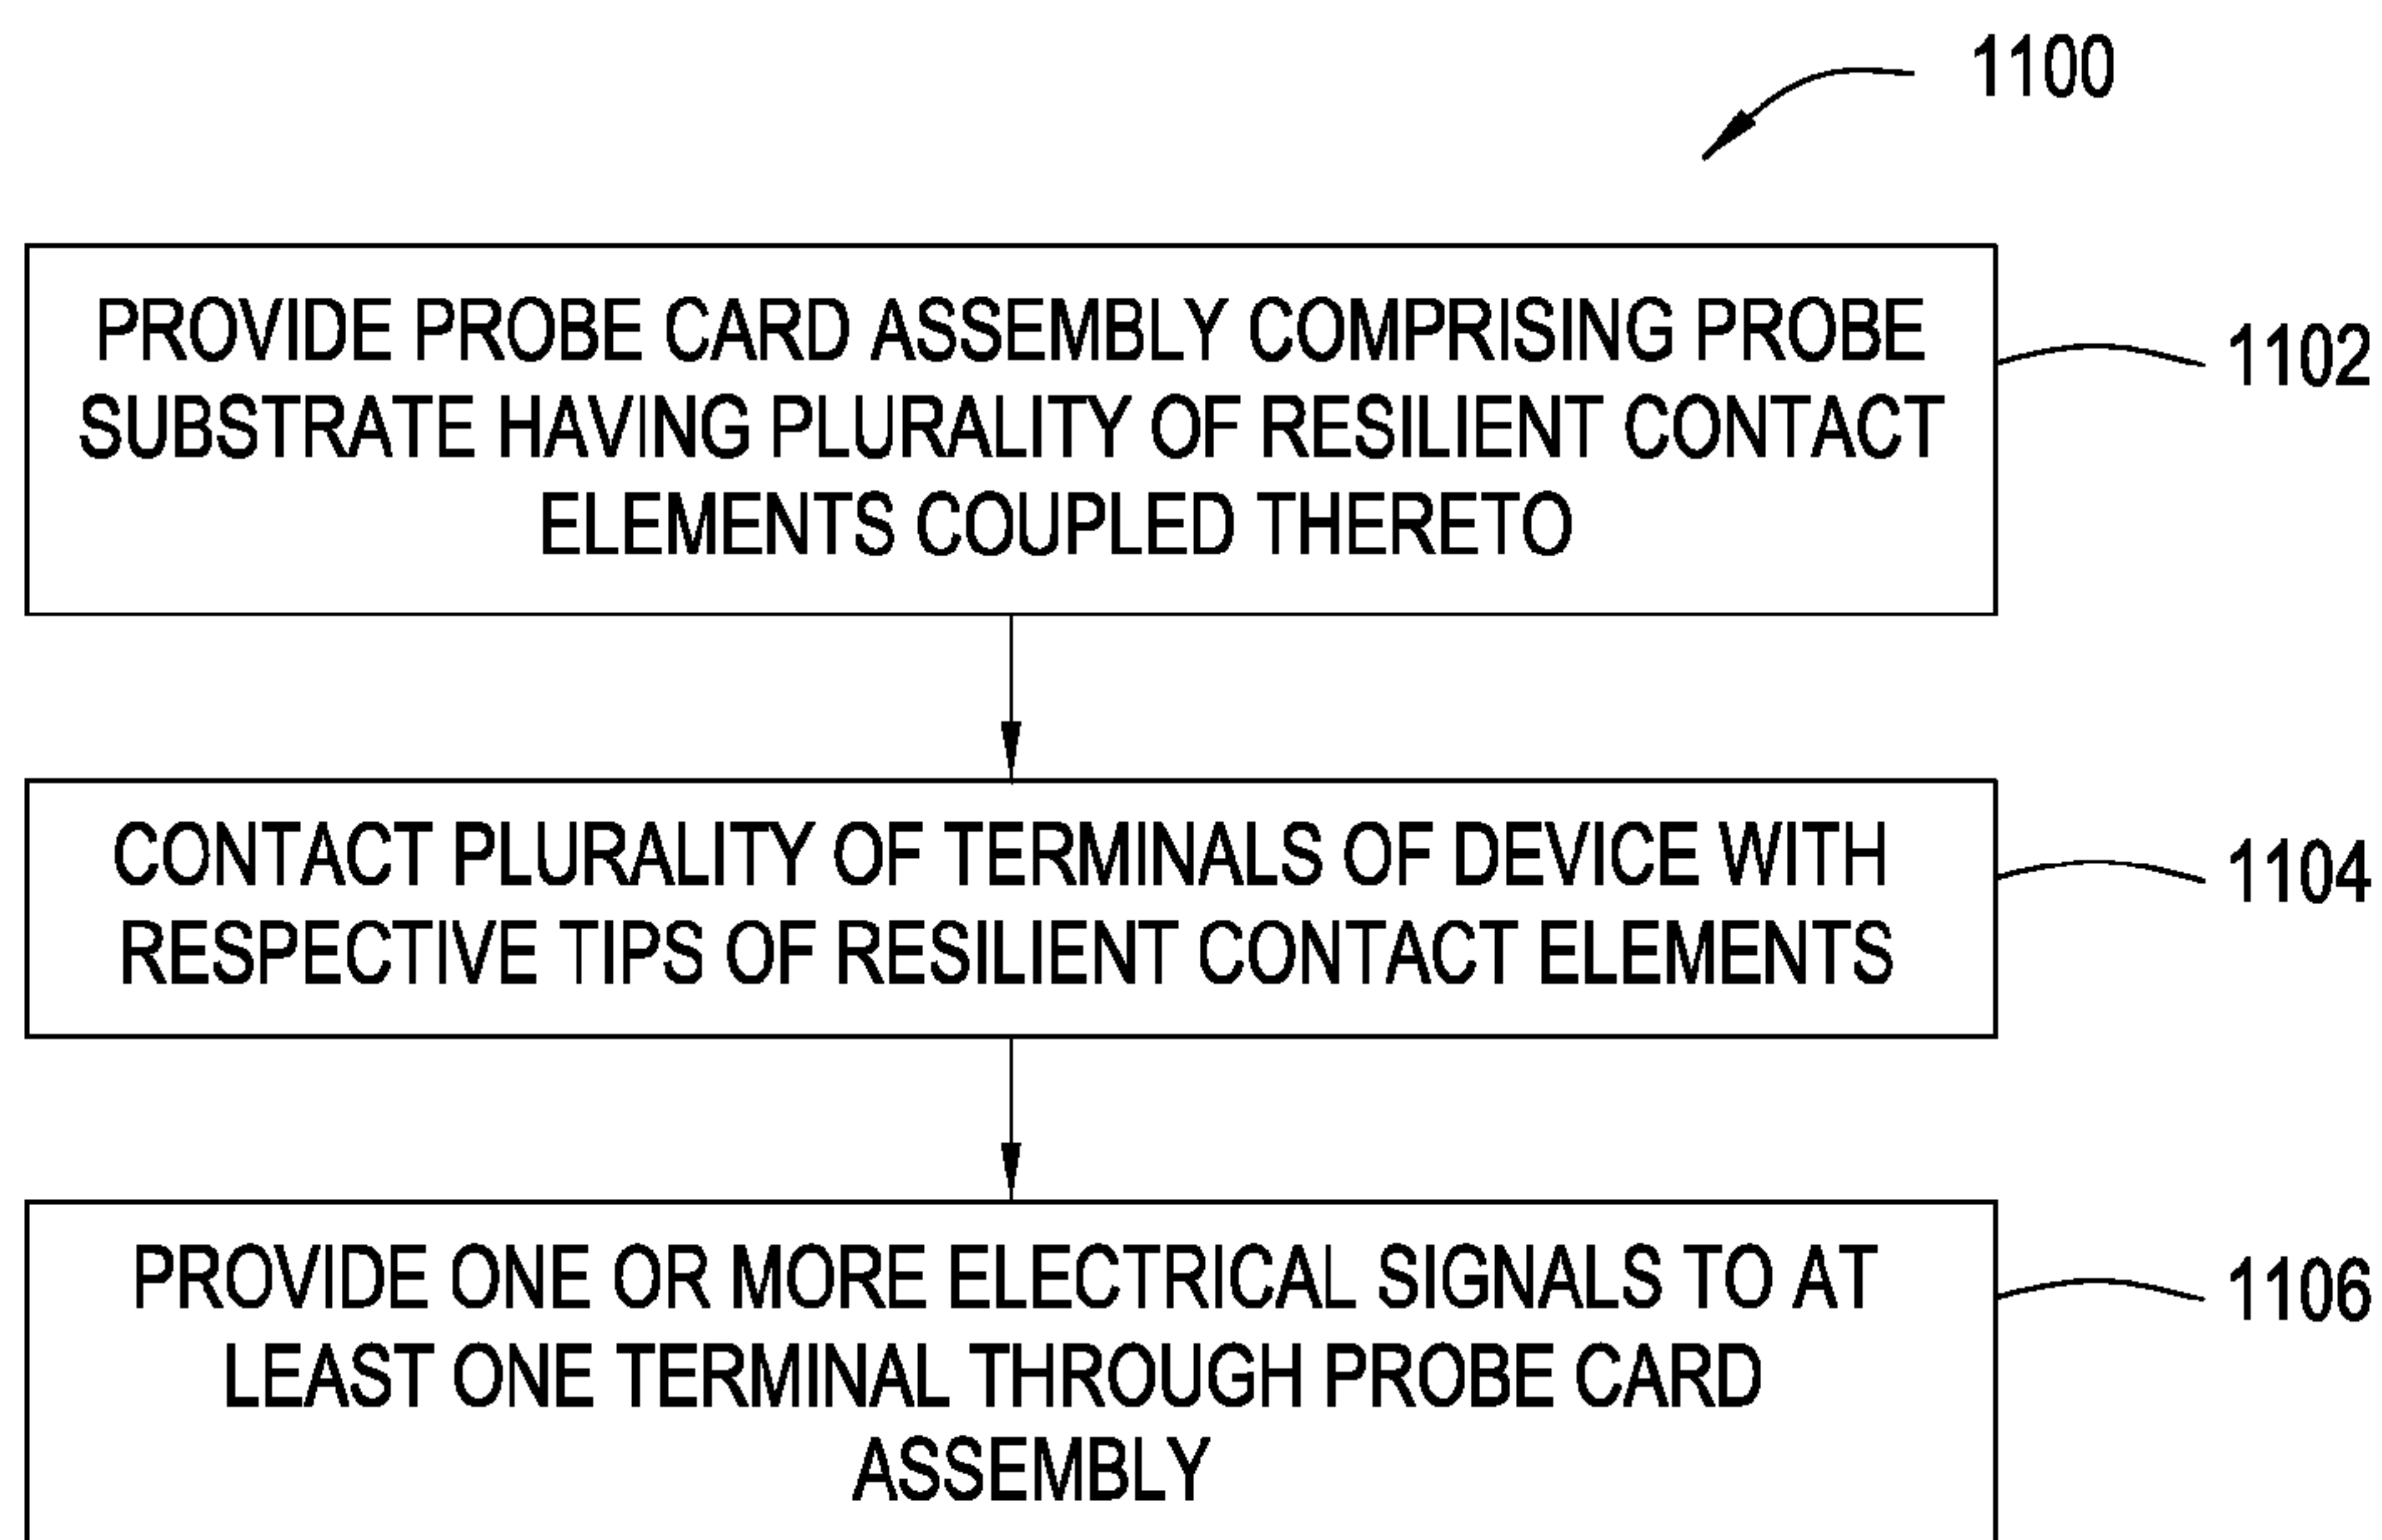 1100
PROVIDE PROBE CARD ASSEMBLY COMPRISING PROBE
SUBSTRATE HAVING PLURALITY OF RESILIENT CONTACT
ELEMENTS COUPLED THERETO
1102
CONTACT PLURALITY OF TERMINALS OF DEVICE WITH
RESPECTIVE TIPS OF RESILIENT CONTACT ELEMENTS
1104
PROVIDE ONE OR MORE ELECTRICAL SIGNALS TO AT
LEAST ONE TERMINAL THROUGH PROBE CARD
ASSEMBLY
1106